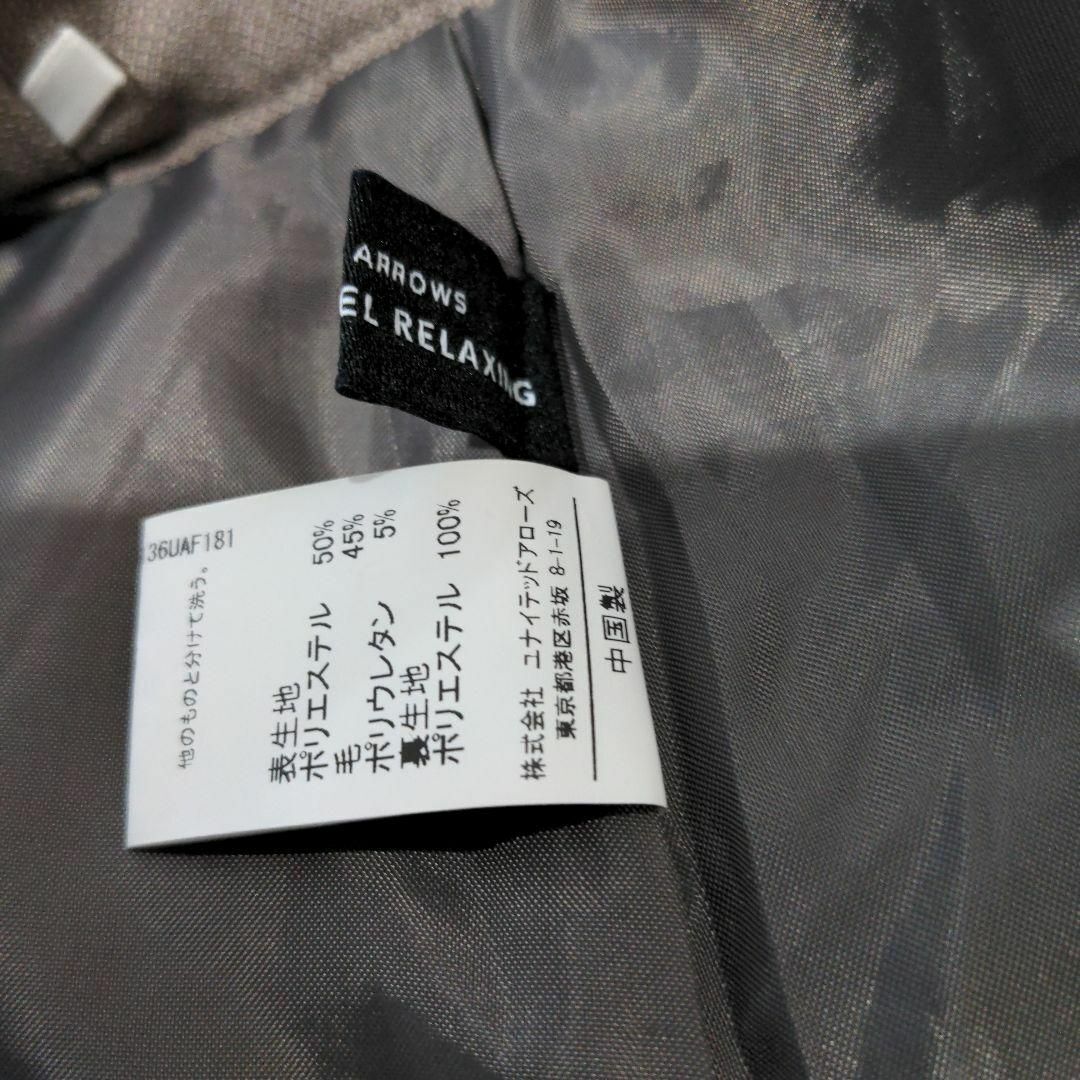 ARROWS
EL RELAXING
36UAF181
他のものと分けて洗う。
表生地
ポリエステル 50%
毛 45%
ポリウレタン 5%
裏生地
ポリエステル 100%
株式会社 ユナイテッドアローズ
東京都港区赤坂 8-1-19
中国製